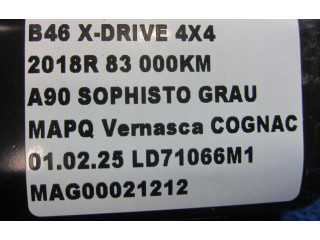 B46 X-DRIVE 4X4
2018R 83 000KM
A90 SOPHISTO GRAU
MAPQ Vernasca COGNAC
01.02.25 LD71066M1
MAG00021212